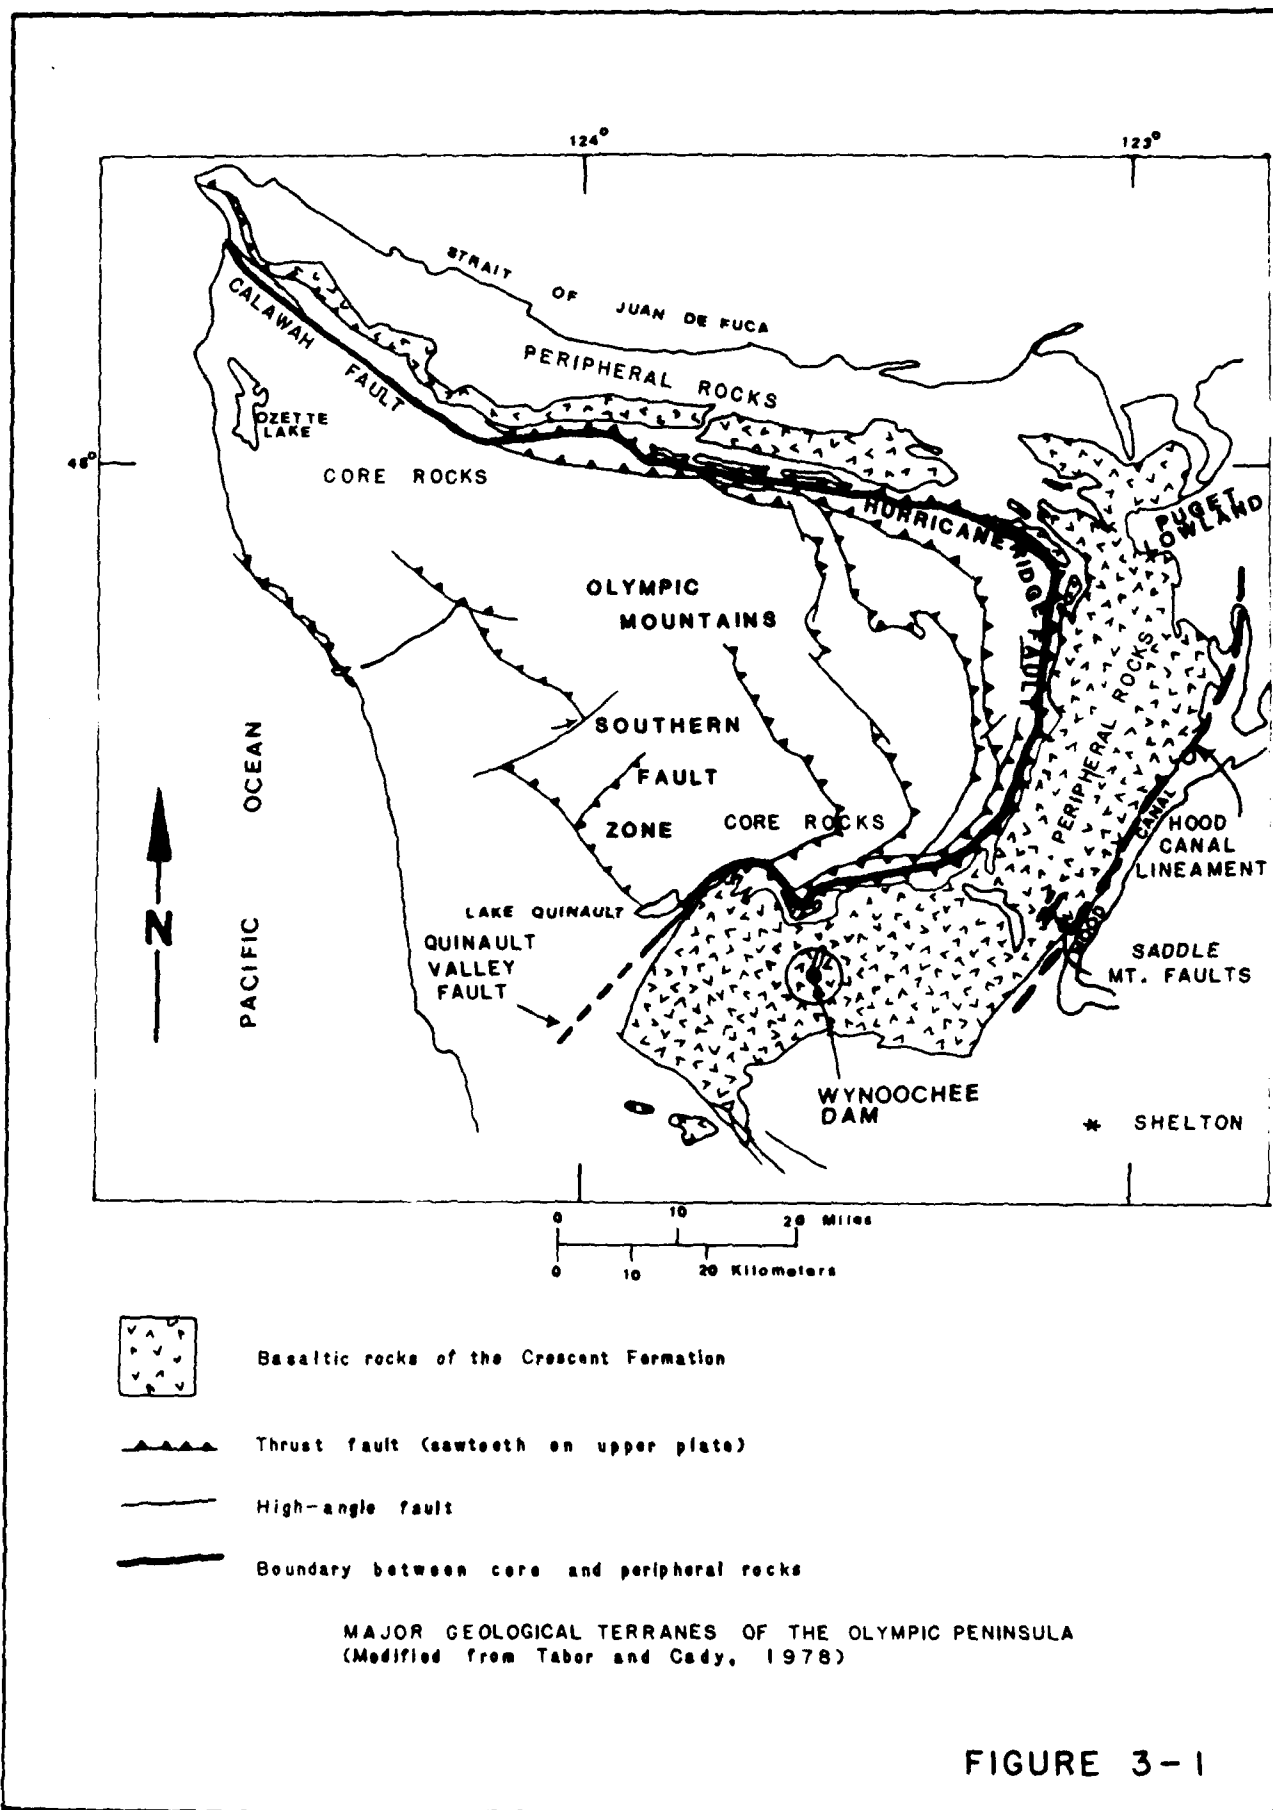 124°
123°
STRAIT OF JUAN DE FUCA
PERIPHERAL ROCKS
CALAWAH FAULT
OZETTE
LAKE
48°
CORE ROCKS
HURRICANE RIDGE FAULT
PUGET
LOWLAND
OLYMPIC
MOUNTAINS
PERIPHERAL ROCKS
SOUTHERN
FAULT
ZONE
CORE ROCKS
PACIFIC OCEAN
N
HOOD CANAL
HOOD
CANAL
LINEAMENT
LAKE QUINAULT
QUINAULT
VALLEY
FAULT
SADDLE
MT. FAULTS
WYNOOCHEE
DAM
* SHELTON
0 10 20 Miles
0 10 20 Kilometers
Basaltic rocks of the Crescent Formation
Thrust fault (sawteeth on upper plate)
High-angle fault
Boundary between core and peripheral rocks
MAJOR GEOLOGICAL TERRANES OF THE OLYMPIC PENINSULA
(Modified from Tabor and Cady, 1978)
FIGURE 3-1